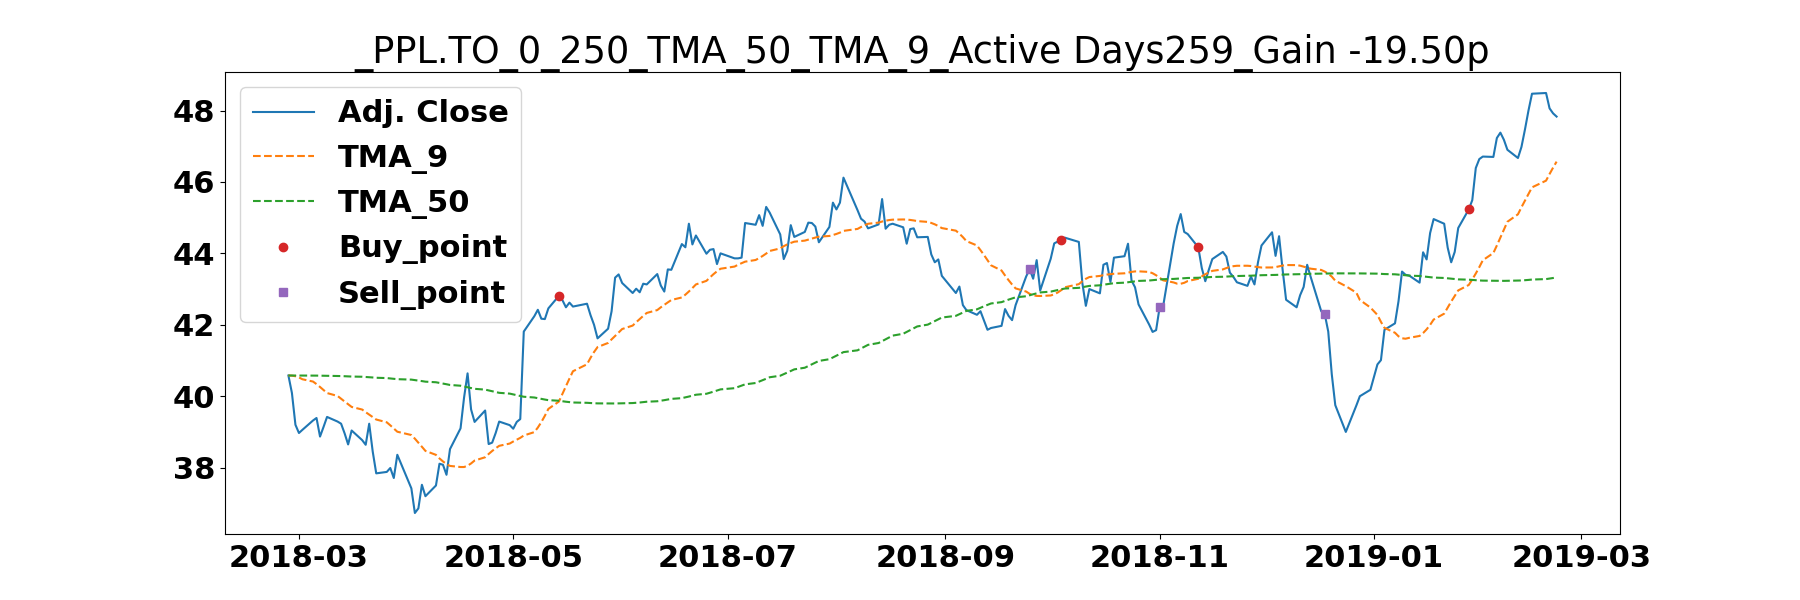 _PPL.TO_0_250_TMA_50_TMA_9_Active Days259_Gain -19.50p
Adj. Close
TMA_9
TMA_50
Buy_point
Sell_point
48
46
44
42
40
38
2018-03 2018-05 2018-07 2018-09 2018-11 2019-01 2019-03